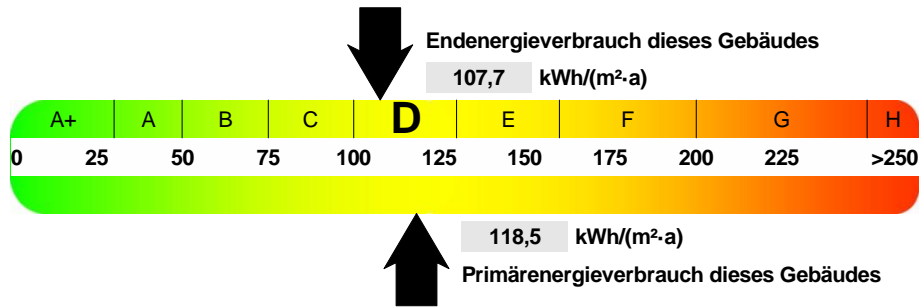 Endenergieverbrauch dieses Gebäudes
107,7 kWh/(m²·a)
A+ A B C D E F G H
0 25 50 75 100 125 150 175 200 225 >250
118,5 kWh/(m²·a)
Primärenergieverbrauch dieses Gebäudes